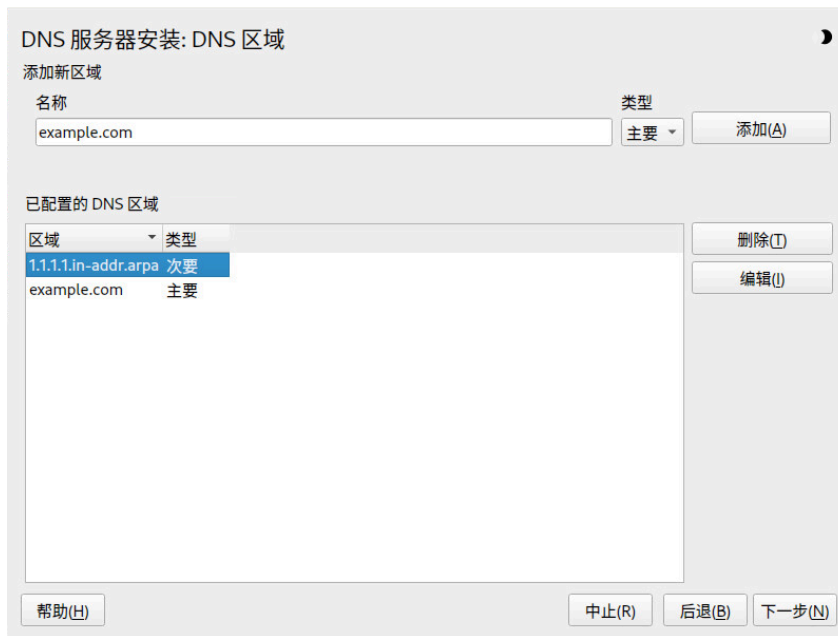 DNS 服务器安装: DNS 区域
添加新区域
名称
类型
example.com
主要
添加(A)
已配置的 DNS 区域
区域
类型
删除(T)
1.1.1.1.in-addr.arpa 次要
编辑(I)
example.com 主要
帮助(H)
中止(R)
后退(B)
下一步(N)